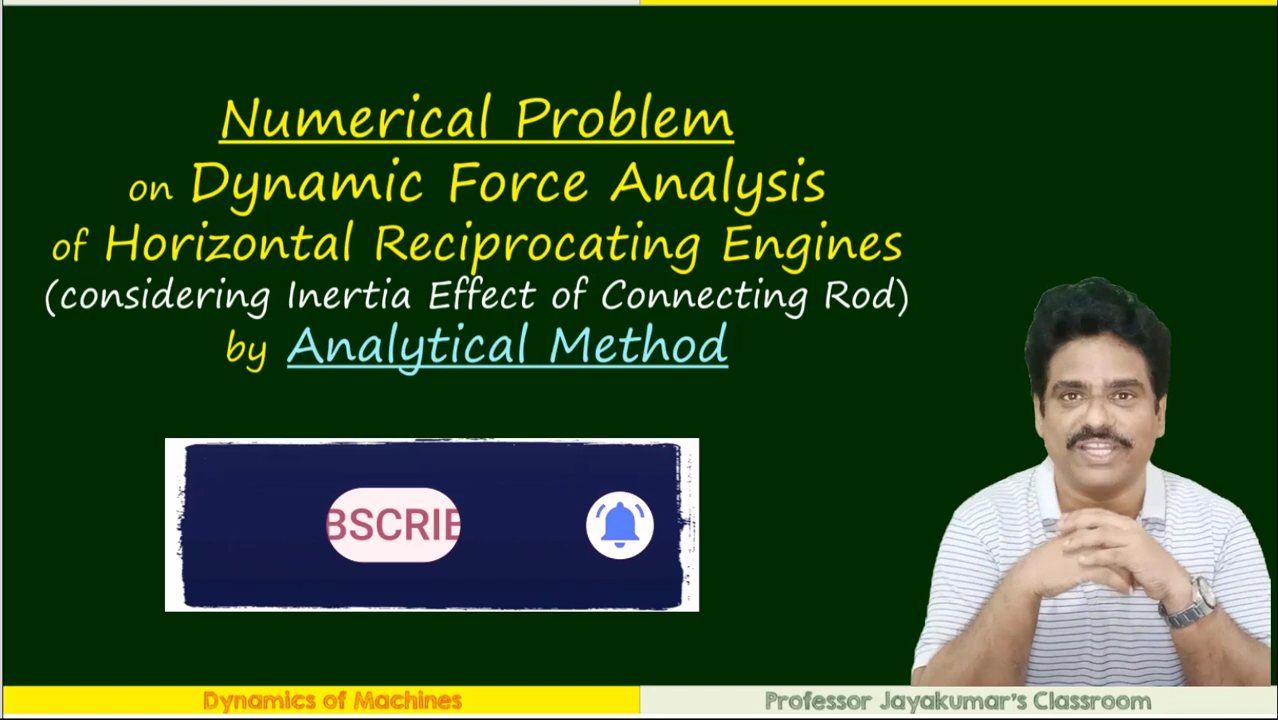 Numerical Problem
on Dynamic Force Analysis
of Horizontal Reciprocating Engines
(considering Inertia Effect of Connecting Rod)
by Analytical Method
BSCRIE
Dynamics of Machines
Professor Jayakumar's Classroom